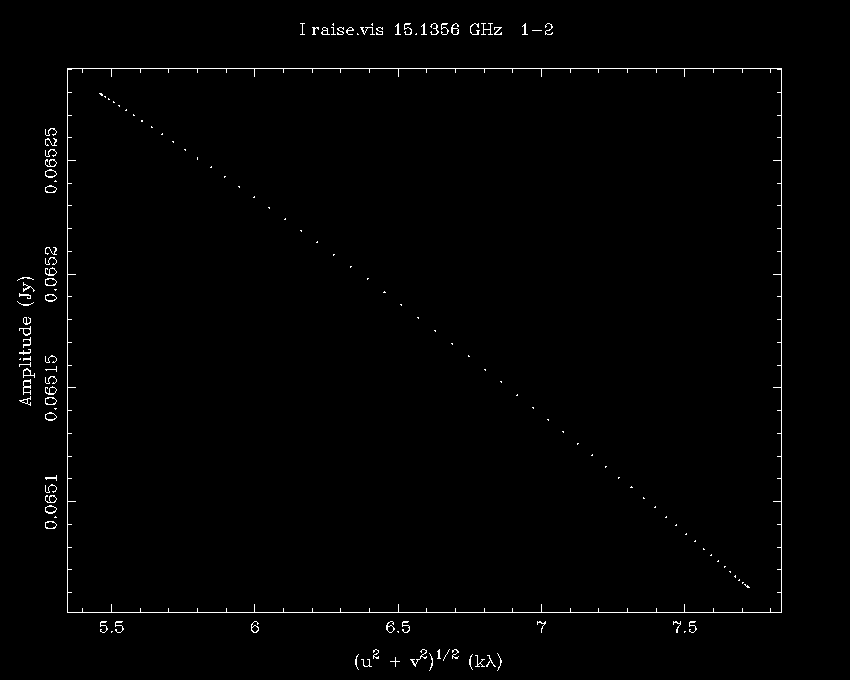 I raise.vis 15.1356 GHz 1−2
Amplitude (Jy)
0.06525
0.0652
0.06515
0.0651
5.5 6 6.5 7 7.5
(u² + v²)^1/2 (kλ)